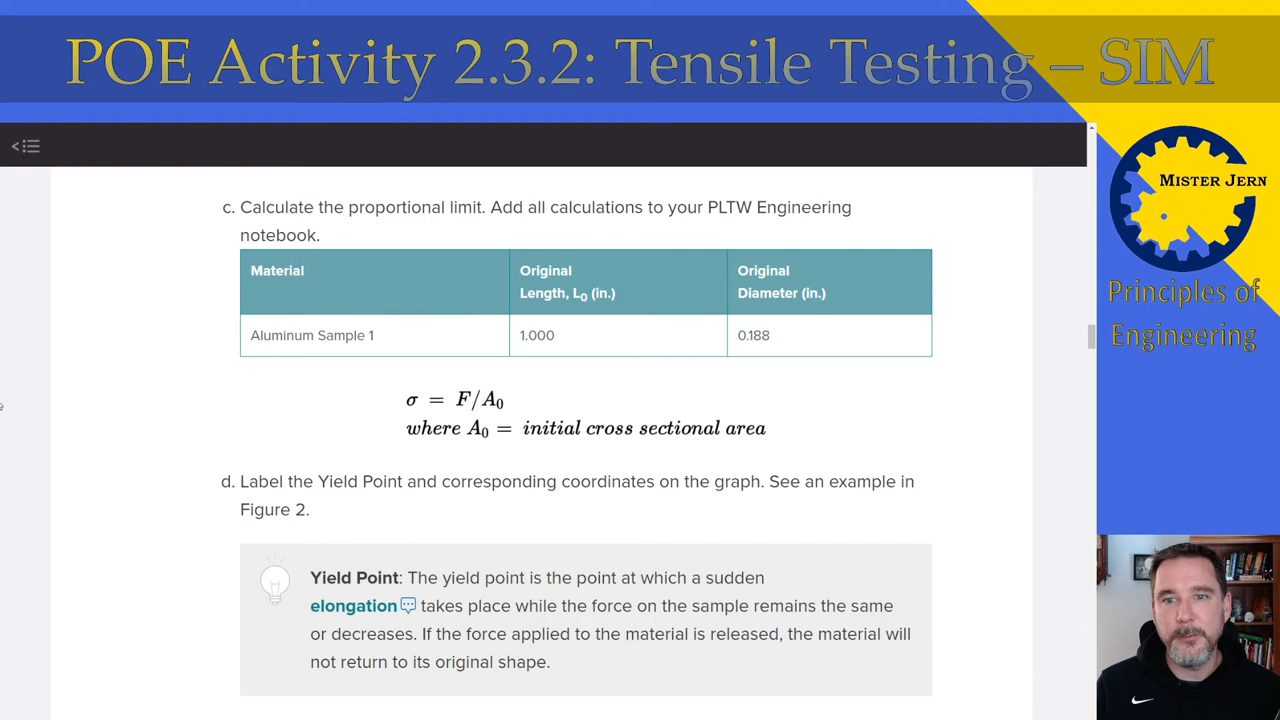 POE Activity 2.3.2: Tensile Testing – SIM
MISTER JERN
Principles of
Engineering
c. Calculate the proportional limit. Add all calculations to your PLTW Engineering
notebook.
Material Original Original
Length, L₀ (in.) Diameter (in.)
Aluminum Sample 1 1.000 0.188
σ = F/A₀
where A₀ = initial cross sectional area
d. Label the Yield Point and corresponding coordinates on the graph. See an example in
Figure 2.
Yield Point: The yield point is the point at which a sudden
elongation takes place while the force on the sample remains the same
or decreases. If the force applied to the material is released, the material will
not return to its original shape.